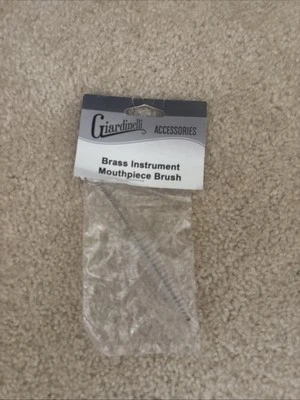 Giardinelli ACCESSORIES
Brass Instrument
Mouthpiece Brush